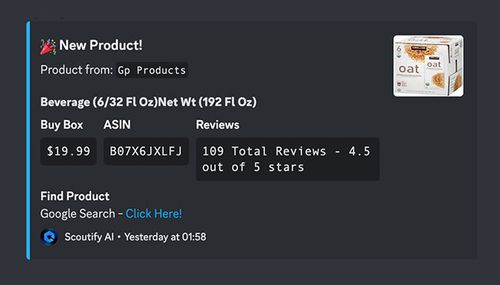 🎉 New Product!
Product from: Gp Products
Beverage (6/32 Fl Oz)Net Wt (192 Fl Oz)
Buy Box ASIN Reviews
$19.99 B07X6JXLFJ 109 Total Reviews - 4.5
out of 5 stars
Find Product
Google Search - Click Here!
Scoutify AI • Yesterday at 01:58
6
oat
oat